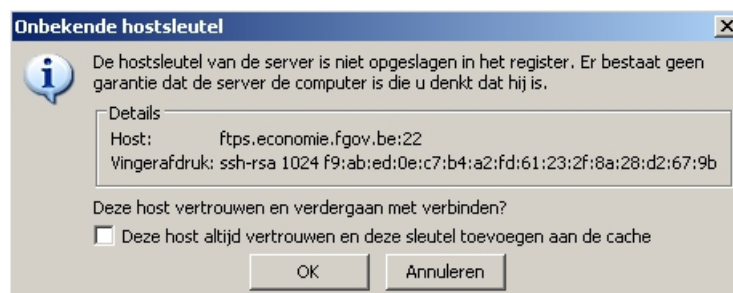 Onbekende hostsleutel
De hostsleutel van de server is niet opgeslagen in het register. Er bestaat geen
garantie dat de server de computer is die u denkt dat hij is.
Details
Host: ftps.economie.fgov.be:22
Vingerafdruk: ssh-rsa 1024 f9:ab:ed:0e:c7:b4:a2:fd:61:23:2f:8a:28:d2:67:9b
Deze host vertrouwen en verdergaan met verbinden?
Deze host altijd vertrouwen en deze sleutel toevoegen aan de cache
OK Annuleren